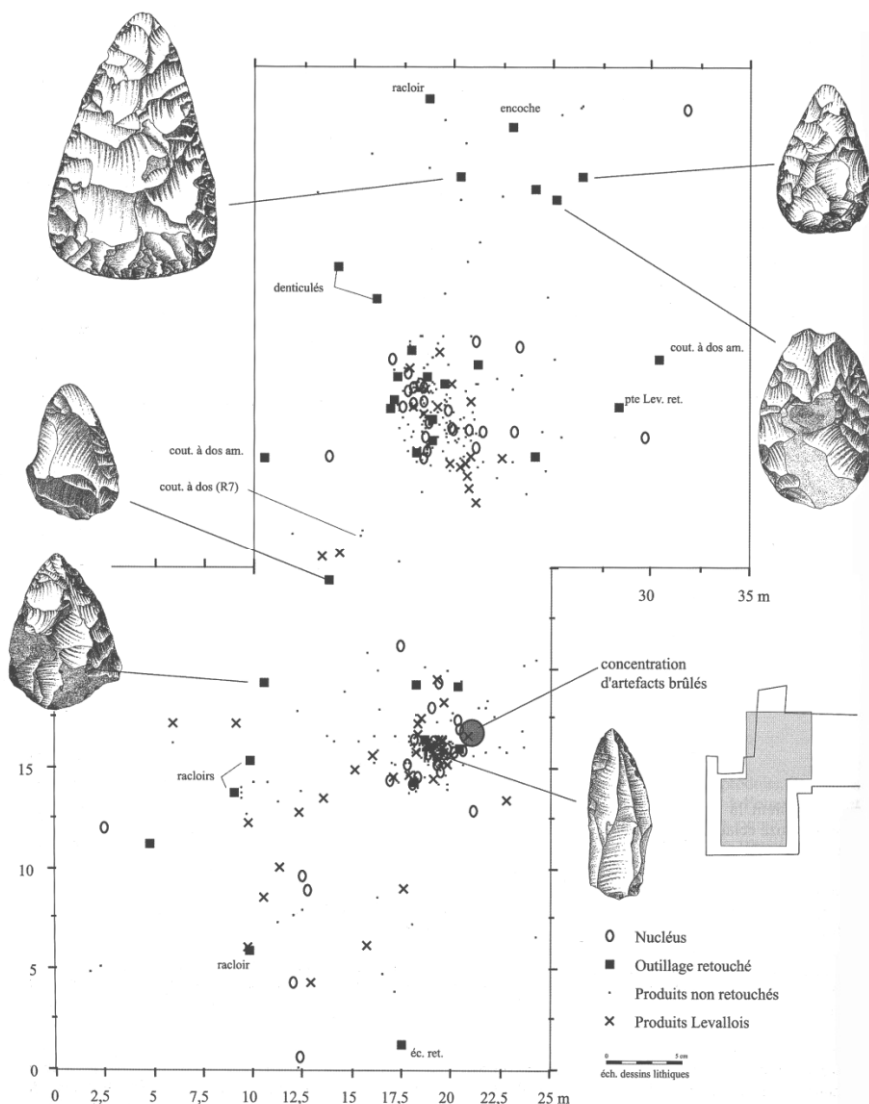 racloir
encoche
denticulés
cout. à dos am.
pte Lev. ret.
cout. à dos am.
cout. à dos (R7)
30
35 m
concentration
d'artefacts brûlés
15
racloirs
10
5
racloir
0
éc. ret.
0
2,5
5
7,5
10
12,5
15
17,5
20
22,5
25 m
Nucléus
Outillage retouché
Produits non retouchés
Produits Levallois
5 cm
éch. dessins lithiques